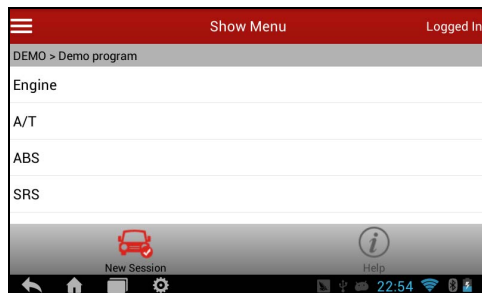 Show Menu Logged In
DEMO > Demo program
Engine
A/T
ABS
SRS
New Session Help
22:54